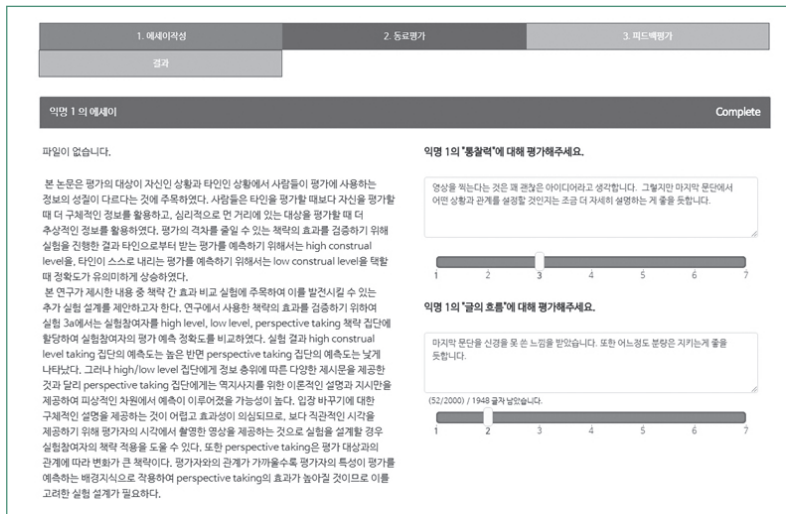 1. 에세이작성
2. 동료평가
3. 피드백평가
결과
익명 1 의 에세이
Complete
파일이 없습니다.
본 논문은 평가의 대상이 자신인 상황과 타인인 상황에서 사람들이 평가에 사용하는
정보의 성질이 다르다는 것에 주목하였다. 사람들은 타인을 평가할 때보다 자신을 평가할
때 더 구체적인 정보를 활용하고, 심리적으로 먼 거리에 있는 대상을 평가할 때 더
추상적인 정보를 활용하였다. 평가의 격차를 줄일 수 있는 책략의 효과를 검증하기 위해
실험을 진행한 결과 타인으로부터 받는 평가를 예측하기 위해서는 high construal
level을, 타인이 스스로 내리는 평가를 예측하기 위해서는 low construal level을 택할
때 정확도가 유의미하게 상승하였다.
본 연구가 제시한 내용 중 책략 간 효과 비교 실험에 주목하여 이를 발전시킬 수 있는
추가 실험 설계를 제안하고자 한다. 연구에서 사용한 책략의 효과를 검증하기 위하여
실험 3a에서는 실험참여자를 high level, low level, perspective taking 책략 집단에
할당하여 실험참여자의 평가 예측 정확도를 비교하였다. 실험 결과 high construal
level taking 집단의 예측도는 높은 반면 perspective taking 집단의 예측도는 낮게
나타났다. 그러나 high/low level 집단에게 정보 층위에 따른 다양한 제시문을 제공한
것과 달리 perspective taking 집단에게는 역지사지를 위한 이론적인 설명과 지시만을
제공하여 피상적인 차원에서 예측이 이루어졌을 가능성이 높다. 입장 바꾸기에 대한
구체적인 설명을 제공하는 것이 어렵고 효과성이 의심되므로, 보다 직관적인 시각을
제공하기 위해 평가자의 시각에서 촬영한 영상을 제공하는 것으로 실험을 설계할 경우
실험참여자의 책략 적용을 도울 수 있다. 또한 perspective taking은 평가 대상과의
관계에 따라 변화가 큰 책략이다. 평가자와의 관계가 가까울수록 평가자의 특성이 평가를
예측하는 배경지식으로 작용하여 perspective taking의 효과가 높아질 것이므로 이를
고려한 실험 설계가 필요하다.
익명 1의 "통찰력"에 대해 평가해주세요.
영상을 찍는다는 것은 꽤 괜찮은 아이디어라고 생각합니다. 그렇지만 마지막 문단에서
어떤 상황과 관계를 설정할 것인지는 조금 더 자세히 설명하는 게 좋을 듯합니다.
1 2 3 4 5 6 7
익명 1의 "글의 흐름"에 대해 평가해주세요.
마지막 문단을 신경을 못 쓴 느낌을 받았습니다. 또한 어느정도 분량은 지키는게 좋을
듯합니다.
(52/2000) / 1948 글자 남았습니다.
1 2 3 4 5 6 7